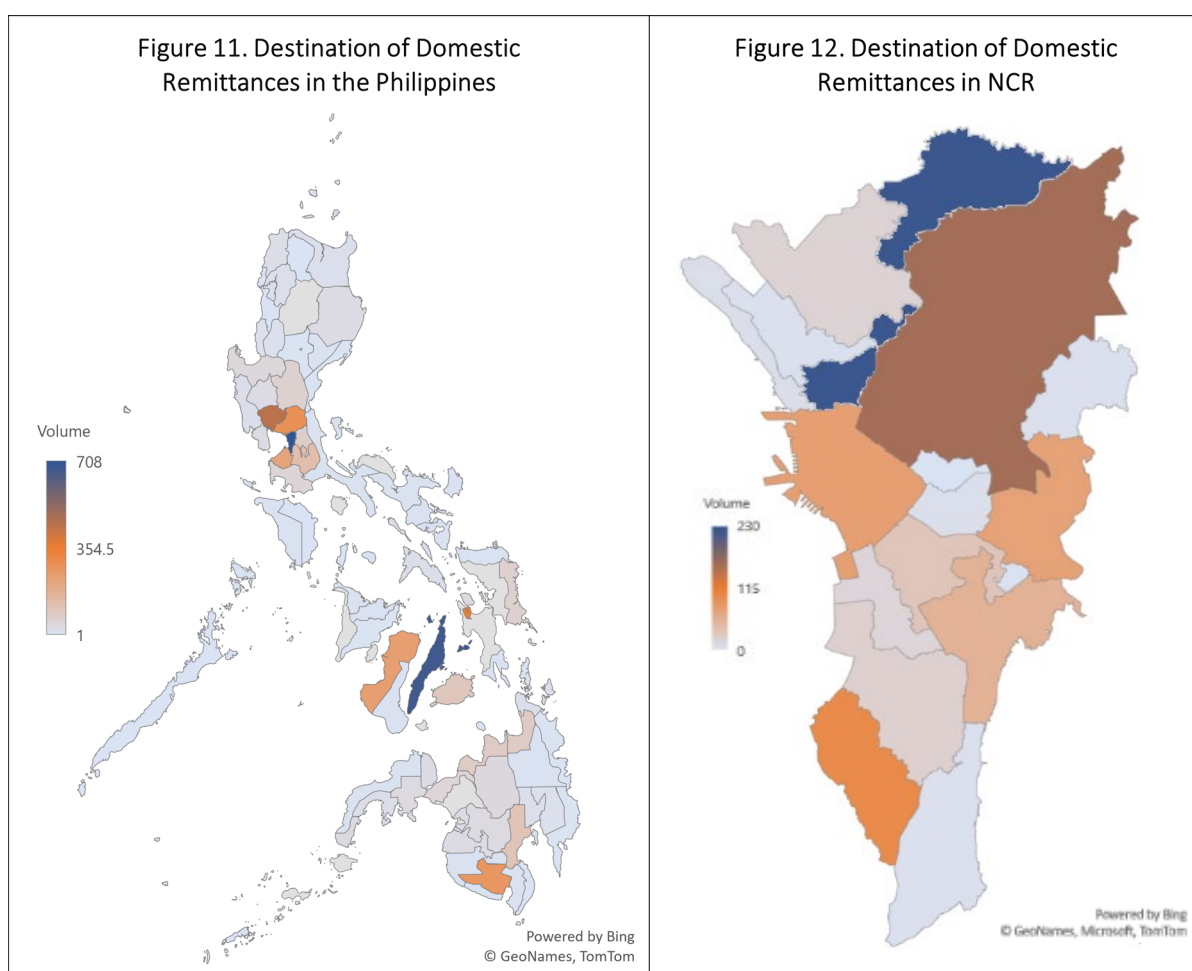 Figure 11. Destination of Domestic
Remittances in the Philippines
Volume
708
354.5
1
Powered by Bing
© GeoNames, TomTom
Figure 12. Destination of Domestic
Remittances in NCR
Volume
230
115
0
Powered by Bing
© GeoNames, Microsoft, TomTom